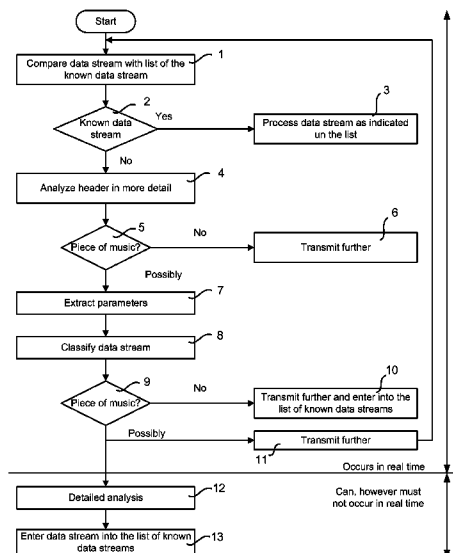 Start
1
Compare data stream with list of the
known data stream
2
Known data
stream
Yes
3
Process data stream as indicated
un the list
No
4
Analyze header in more detail
5
Piece of music?
No
6
Transmit further
Possibly
7
Extract parameters
8
Classify data stream
9
Piece of music?
No
10
Transmit further and enter into the
list of known data streams
Possibly
Transmit further
11
Occurs in real time
12
Detailed analysis
Can, however must
not occur in real time
13
Enter data stream into the list of known
data streams